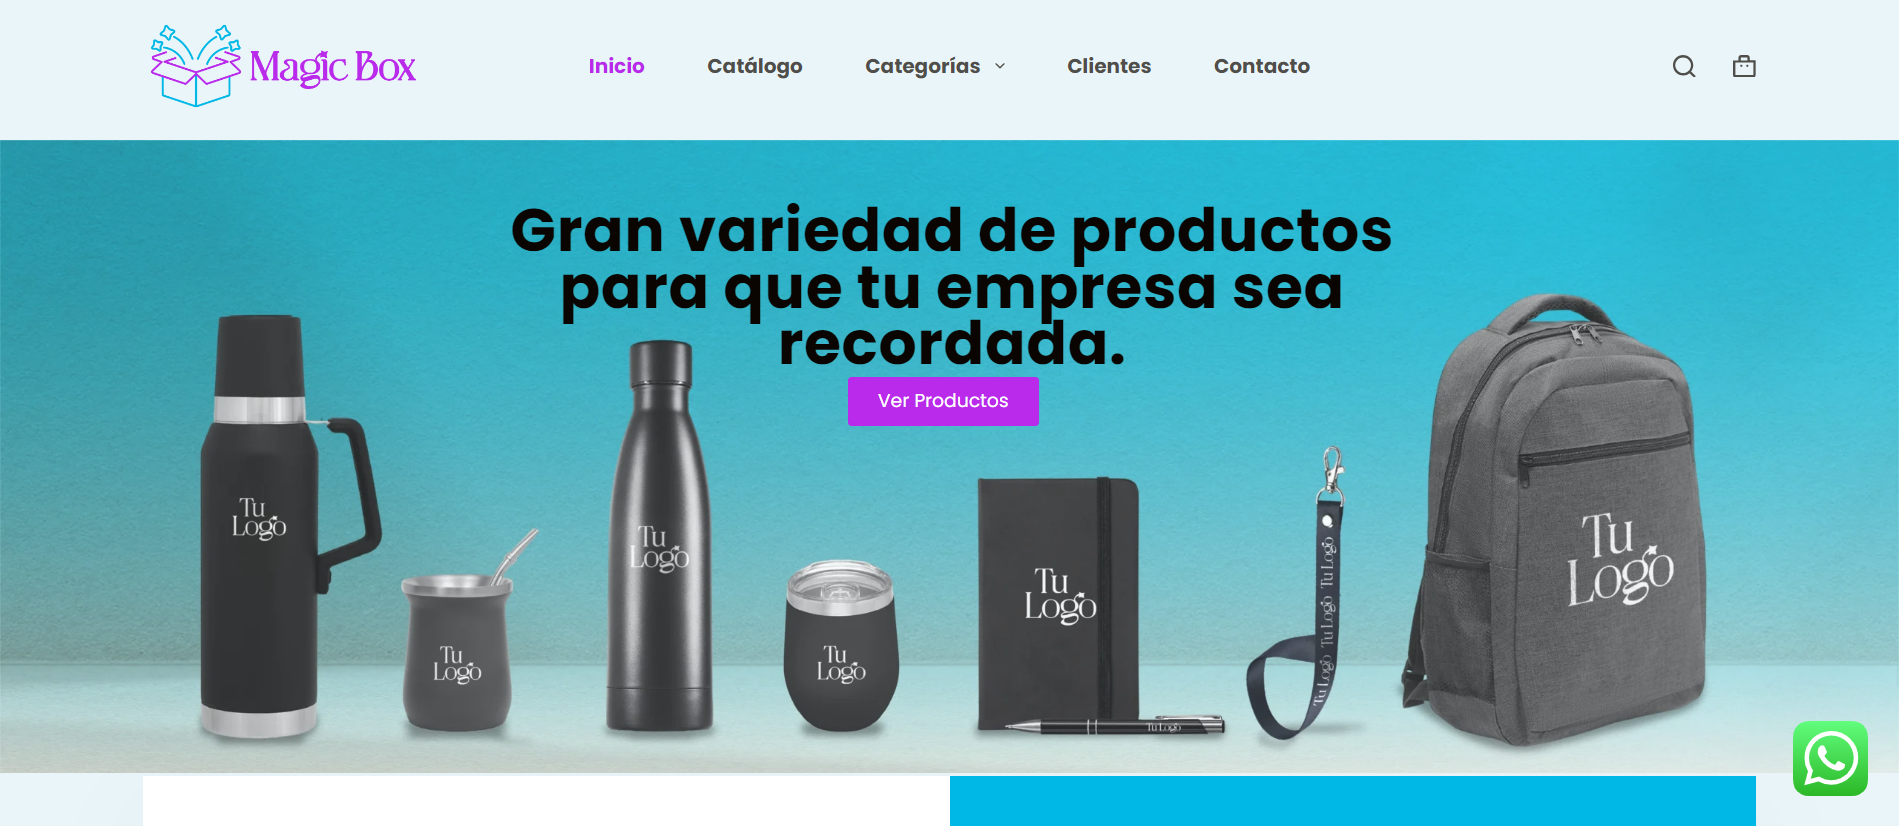 Magic Box
Inicio
Catálogo
Categorías
Clientes
Contacto
Gran variedad de productos
para que tu empresa sea
recordada.
Ver Productos
Tu
Logo
Tu
Logo
Tu
Logo
Tu
Logo
Tu
Logo
Tu Logo
Tu Logo Tu Logo Tu Logo
Tu
Logo